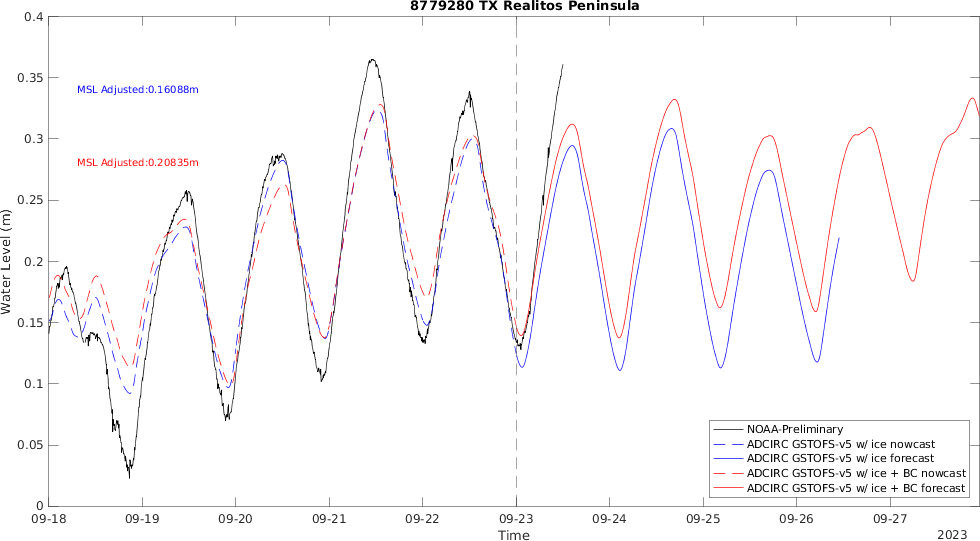 8779280 TX Realitos Peninsula
0.4
0.35
0.3
0.25
0.2
0.15
0.1
0.05
0
Water Level (m)
MSL Adjusted:0.16088m
MSL Adjusted:0.20835m
NOAA-Preliminary
ADCIRC GSTOFS-v5 w/ ice nowcast
ADCIRC GSTOFS-v5 w/ ice forecast
ADCIRC GSTOFS-v5 w/ ice + BC nowcast
ADCIRC GSTOFS-v5 w/ ice + BC forecast
09-18 09-19 09-20 09-21 09-22 09-23 09-24 09-25 09-26 09-27
Time
2023